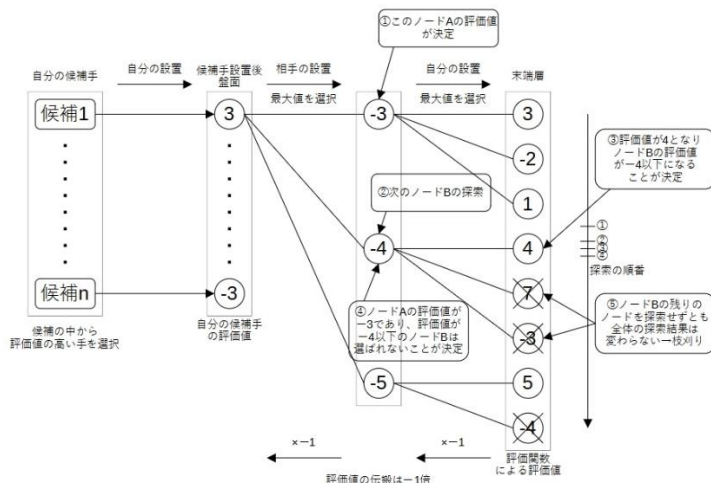 ①このノードAの評価値
が決定
自分の候補手
自分の設置
候補手設置後
盤面
相手の設置
最大値を選択
自分の設置
最大値を選択
末端層
候補1
3
-3
3
-2
1
③評価が4となり
ノードBの評価値
がー4以下になる
ことが決定
②次のノードBの探索
-4
4
①
②
③
④
探索の順番
候補n
-3
7
-3
候補の中から
評価値の高い手を選択
自分の候補手
の評価値
④ノードAの評価値が
ー3であり、評価値が
ー4以下のノードBは
選ばれないことが決定
⑤ノードBの残りの
ノードを探索せずとも
全体の探索結果は
変わらない→枝刈り
-5
5
-4
×ー1
×ー1
評価値の伝搬はー1倍
評価関数
による評価値